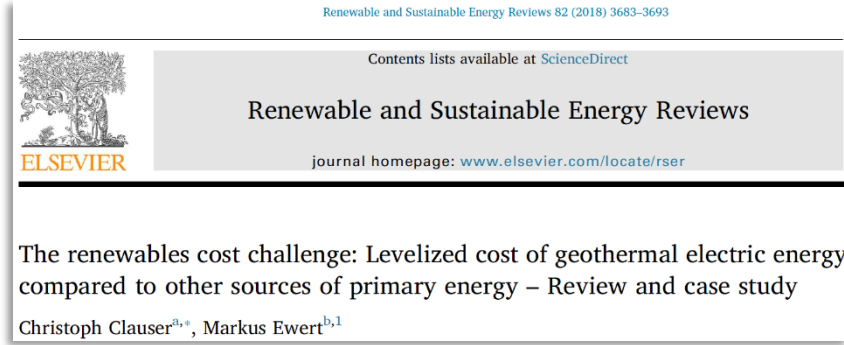 Renewable and Sustainable Energy Reviews 82 (2018) 3683–3693
Contents lists available at ScienceDirect
Renewable and Sustainable Energy Reviews
ELSEVIER
journal homepage: www.elsevier.com/locate/rser
The renewables cost challenge: Levelized cost of geothermal electric energy
compared to other sources of primary energy – Review and case study
Christoph Clauserᵃ,*, Markus Ewertᵇ,¹